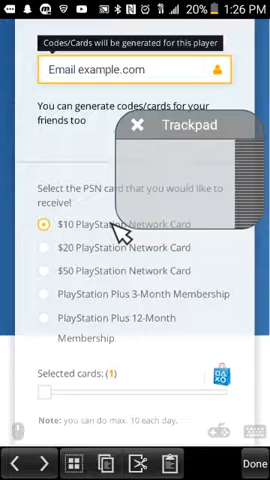 20% 1:26 PM
Codes/Cards will be generated for this player
Email example.com
You can generate codes/cards for your
friends too
Trackpad
Select the PSN card that you would like to
receive!
$10 PlayStation Network Card
$20 PlayStation Network Card
$50 PlayStation Network Card
PlayStation Plus 3-Month Membership
PlayStation Plus 12-Month
Membership
Selected cards: (1)
Note: you can do max. 10 each day.
Done